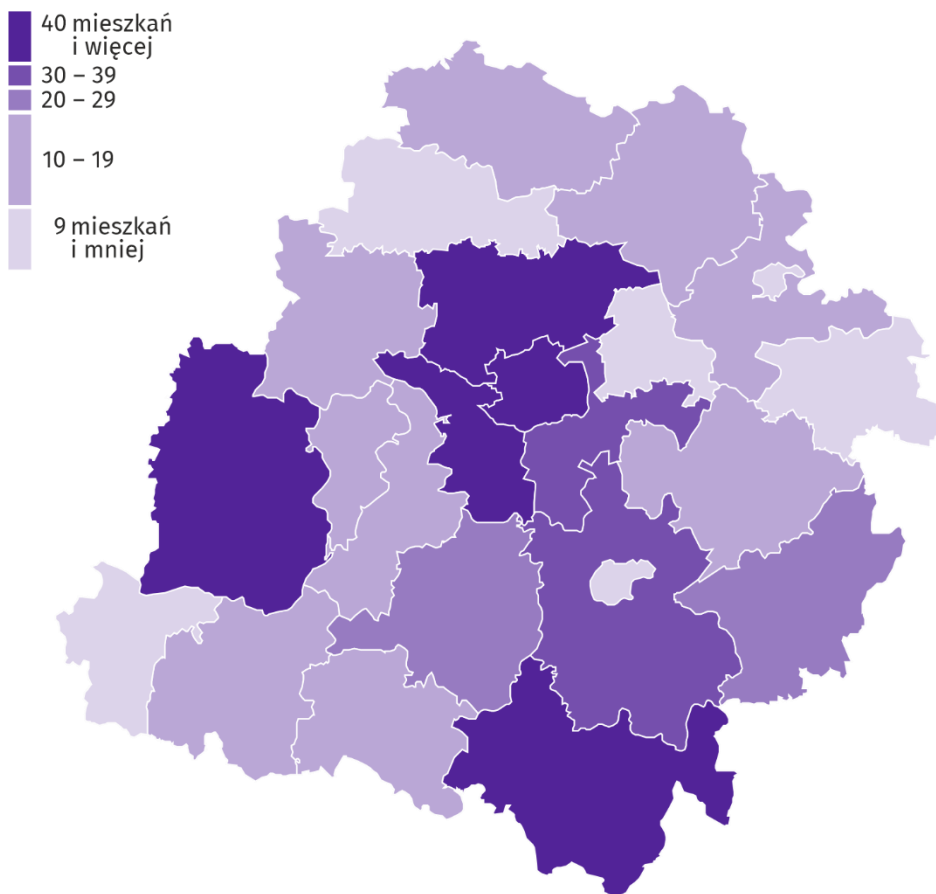 40 mieszkań
i więcej
30 – 39
20 – 29
10 – 19
9 mieszkań
i mniej